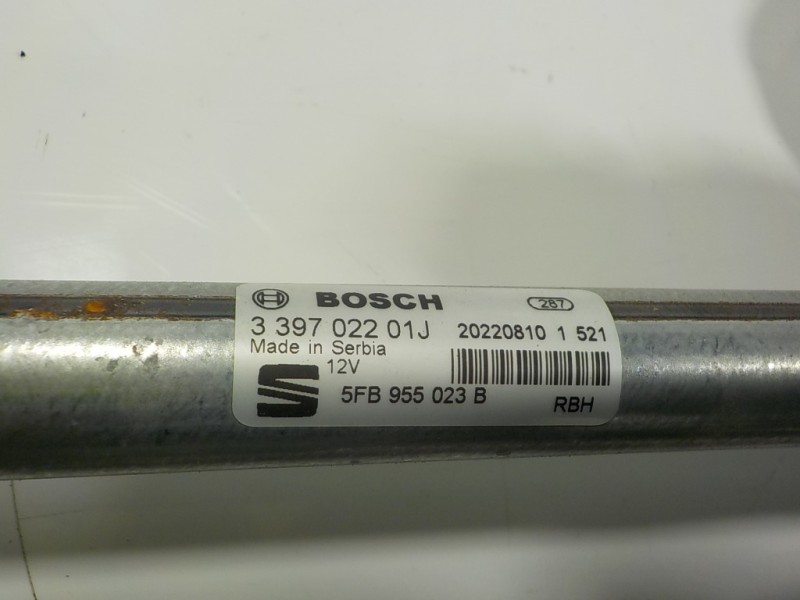 BOSCH 287
3 397 022 01J 20220810 1 521
Made in Serbia
12V
5FB 955 023 B RBH